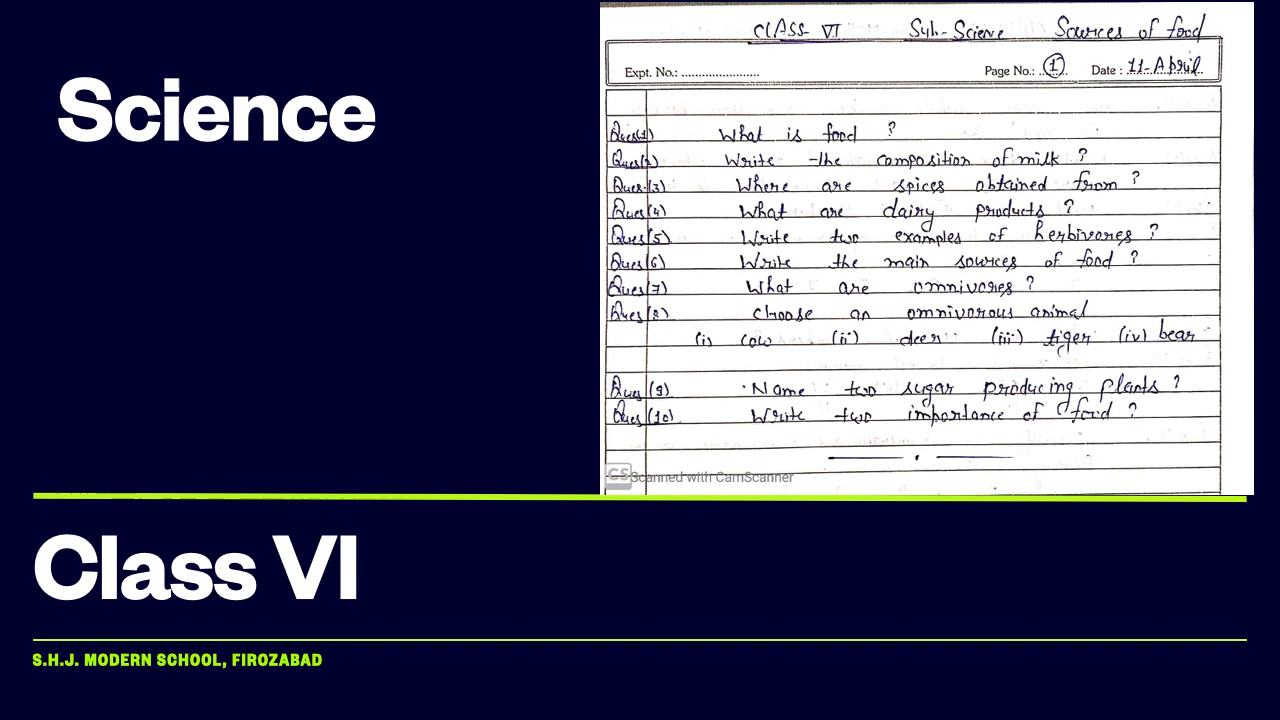 Science
CLASS VI Sub-Science Sources of food
Expt. No.: ........................ Page No.: 1 Date : 11-April
Ques(1) What is food ?
Ques(2) Write the composition of milk ?
Ques(3) Where are spices obtained from ?
Ques(4) What are dairy products ?
Ques(5) Write two examples of herbivores ?
Ques(6) Write the main sources of food ?
Ques(7) What are omnivores ?
Ques(8) choose an omnivorous animal
(i) cow (ii) deer (iii) tiger (iv) bear
Ques(9) Name two sugar producing plants ?
Ques(10) Write two importance of food ?
CS Scanned with CamScanner
Class VI
S.H.J. MODERN SCHOOL, FIROZABAD